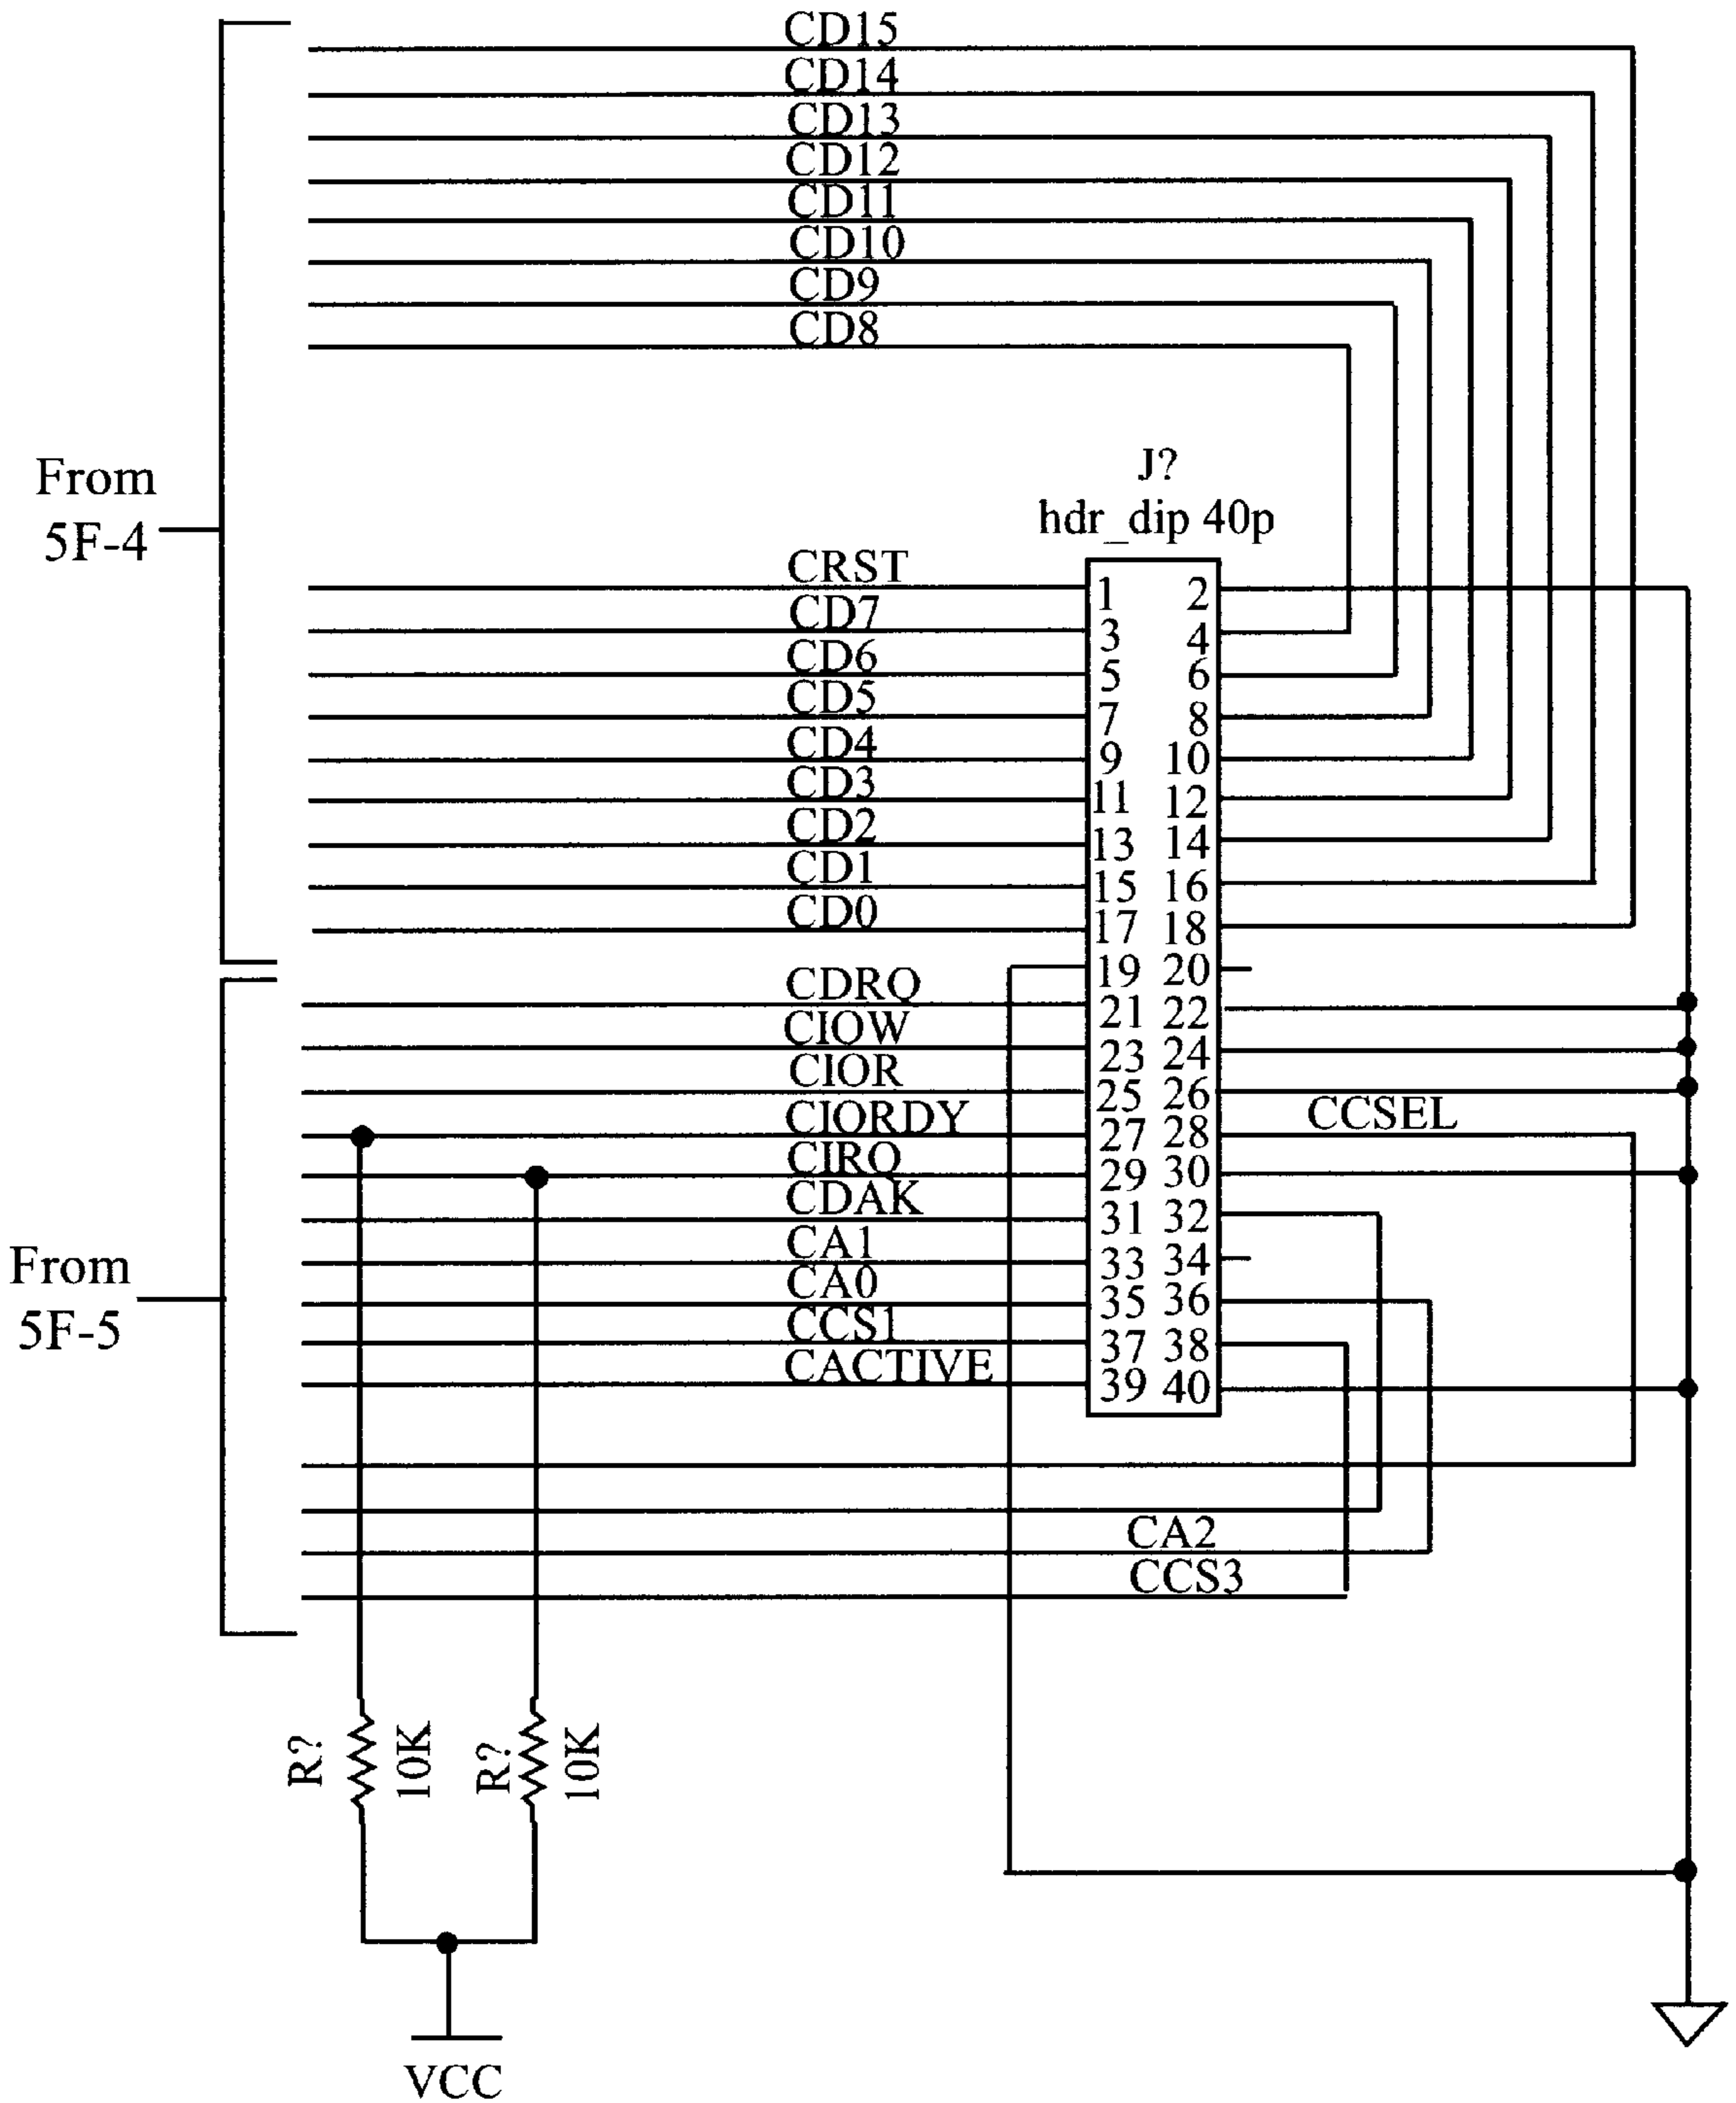 CD15
CD14
CD13
CD12
CD11
CD10
CD9
CD8
From
5F-4
J?
hdr_dip 40p
CRST
1 2
CD7
3 4
CD6
5 6
CD5
7 8
CD4
9 10
CD3
11 12
CD2
13 14
CD1
15 16
CD0
17 18
19 20
CDRQ
21 22
CIOW
23 24
CIOR
25 26
CCSEL
CIORDY
27 28
CIRQ
29 30
CDAK
31 32
CA1
33 34
From
5F-5
CA0
35 36
CCS1
37 38
CACTIVE
39 40
CA2
CCS3
R?
10K
R?
10K
VCC